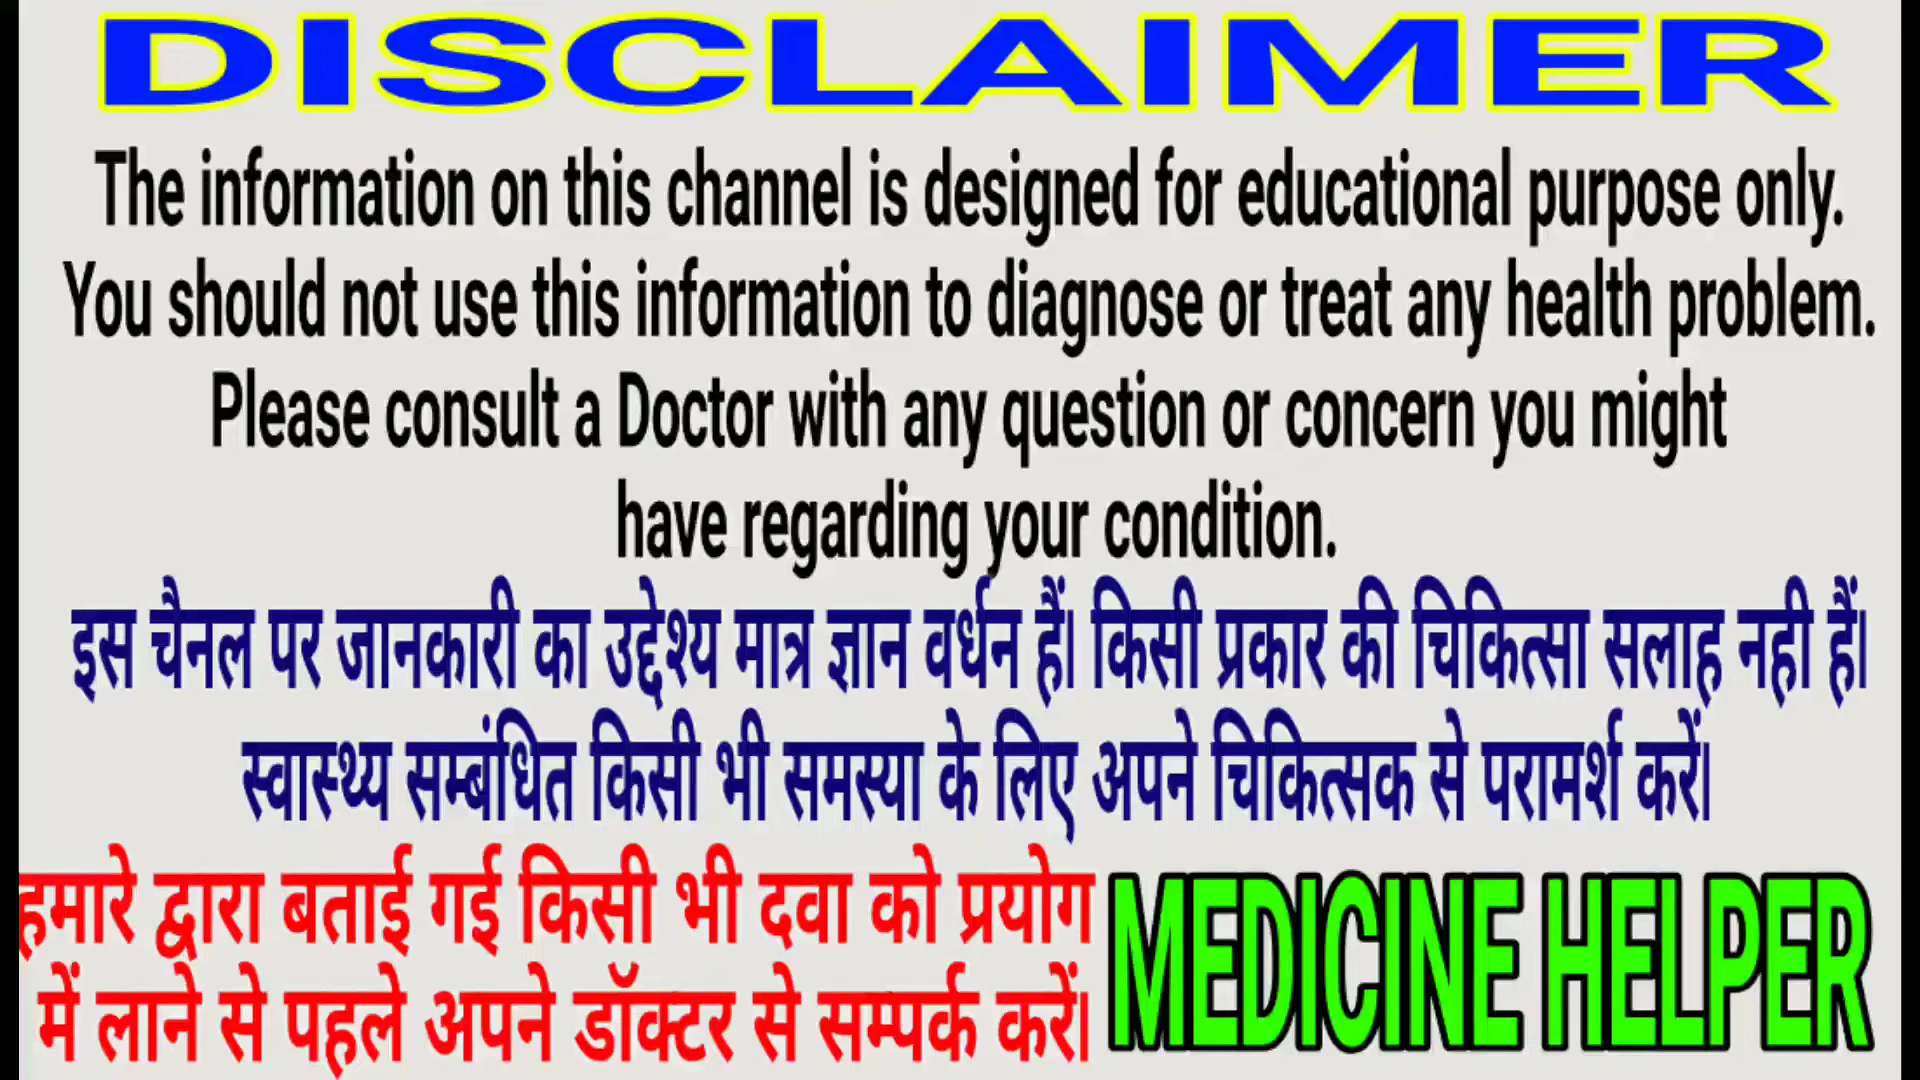 DISCLAIMER
The information on this channel is designed for educational purpose only.
You should not use this information to diagnose or treat any health problem.
Please consult a Doctor with any question or concern you might
have regarding your condition.
इस चैनल पर जानकारी का उद्देश्य मात्र ज्ञान वर्धन हैं। किसी प्रकार की चिकित्सा सलाह नही हैं।
स्वास्थ्य सम्बंधित किसी भी समस्या के लिए अपने चिकित्सक से परामर्श करें।
हमारे द्वारा बताई गई किसी भी दवा को प्रयोग
में लाने से पहले अपने डॉक्टर से सम्पर्क करें।
MEDICINE HELPER